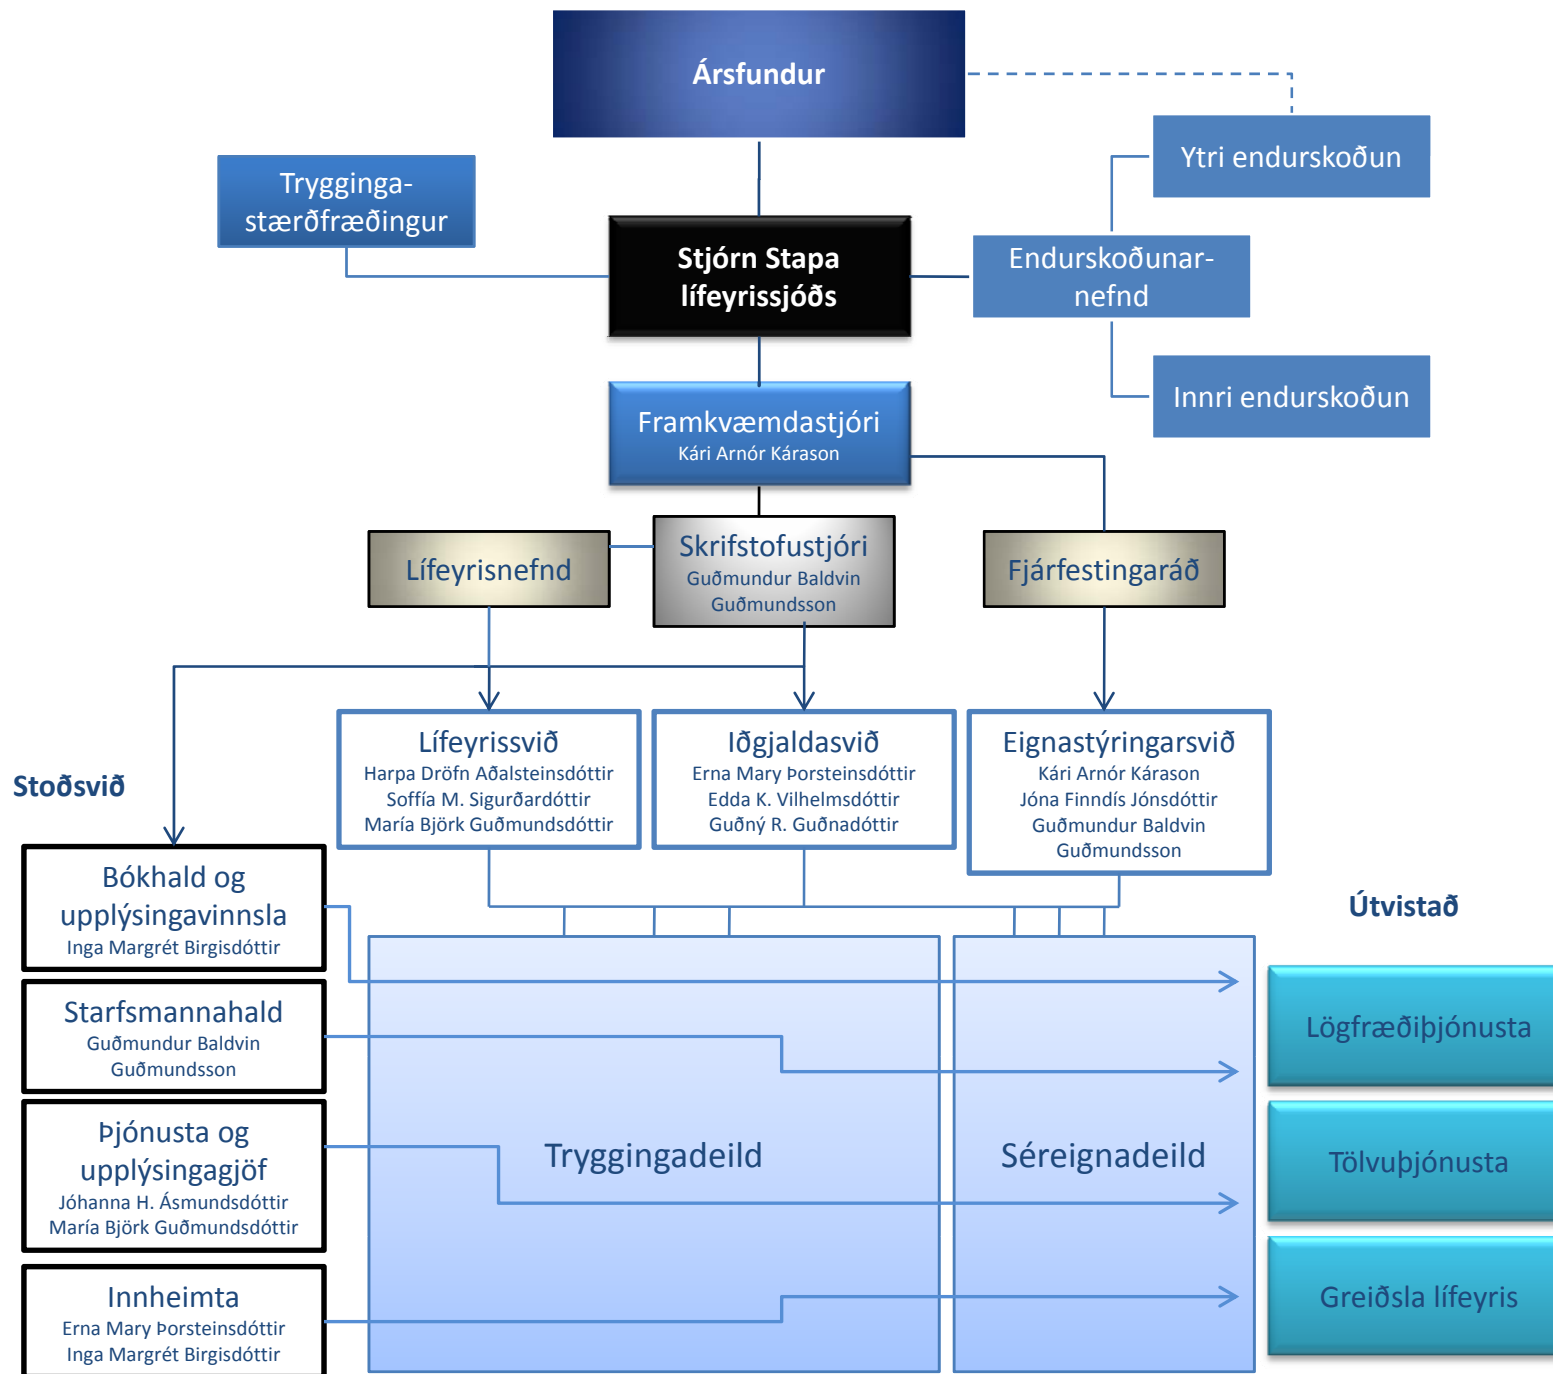 Ársfundur
Ytri endurskoðun
Trygginga-
stærðfræðingur
Stjórn Stapa
lífeyrissjóðs
Endurskoðunar-
nefnd
Innri endurskoðun
Framkvæmdastjóri
Kári Arnór Kárason
Lífeyrisnefnd
Skrifstofustjóri
Guðmundur Baldvin
Guðmundsson
Fjárfestingaráð
Lífeyrissvið
Harpa Dröfn Aðalsteinsdóttir
Soffía M. Sigurðardóttir
María Björk Guðmundsdóttir
Iðgjaldasvið
Erna Mary Þorsteinsdóttir
Edda K. Vilhelmsdóttir
Guðný R. Guðnadóttir
Eignastýringarsvið
Kári Arnór Kárason
Jóna Finndís Jónsdóttir
Guðmundur Baldvin
Guðmundsson
Stoðsvið
Bókhald og
upplýsingavinnsla
Inga Margrét Birgisdóttir
Starfsmannahald
Guðmundur Baldvin
Guðmundsson
Þjónusta og
upplýsingagjöf
Jóhanna H. Ásmundsdóttir
María Björk Guðmundsdóttir
Innheimta
Erna Mary Þorsteinsdóttir
Inga Margrét Birgisdóttir
Tryggingadeild
Séreignadeild
Útvistað
Lögfræðiþjónusta
Tölvuþjónusta
Greiðsla lífeyris